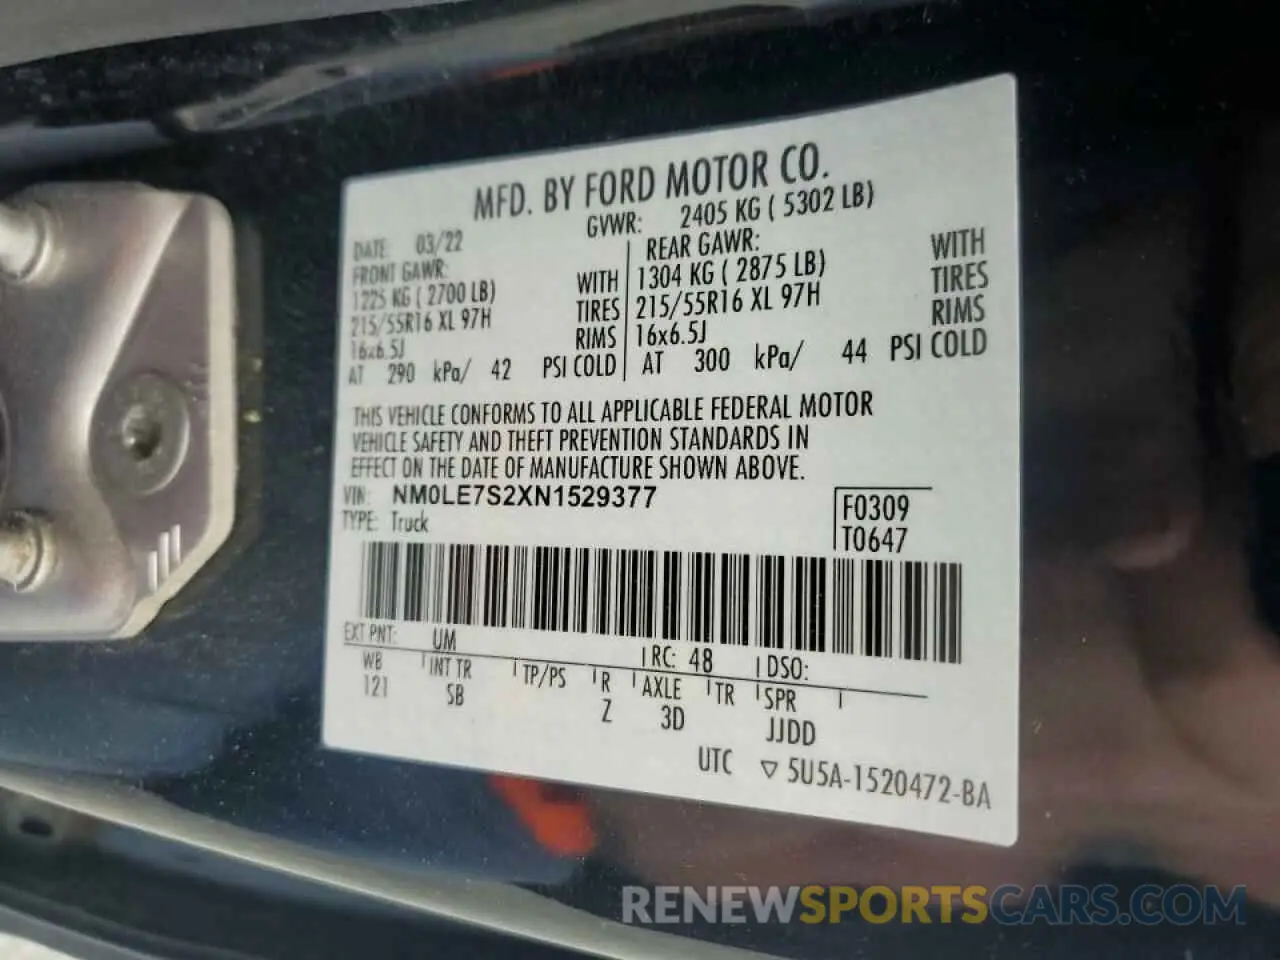 MFD. BY FORD MOTOR CO.
DATE: 03/22 GVWR: 2405 KG ( 5302 LB)
FRONT GAWR: REAR GAWR:
1225 KG ( 2700 LB) WITH 1304 KG ( 2875 LB) WITH
215/55R16 XL 97H TIRES 215/55R16 XL 97H TIRES
16x6.5J RIMS 16x6.5J RIMS
AT 290 kPa/ 42 PSI COLD AT 300 kPa/ 44 PSI COLD
THIS VEHICLE CONFORMS TO ALL APPLICABLE FEDERAL MOTOR
VEHICLE SAFETY AND THEFT PREVENTION STANDARDS IN
EFFECT ON THE DATE OF MANUFACTURE SHOWN ABOVE.
VIN: NM0LE7S2XN1529377 F0309
TYPE: Truck T0647
EXT PNT: UM RC: 48 DSO:
WB INT TR TP/PS R AXLE TR SPR
121 SB Z 3D JJDD
UTC ▽ 5U5A-1520472-BA
RENEWSPORTSCARS.COM